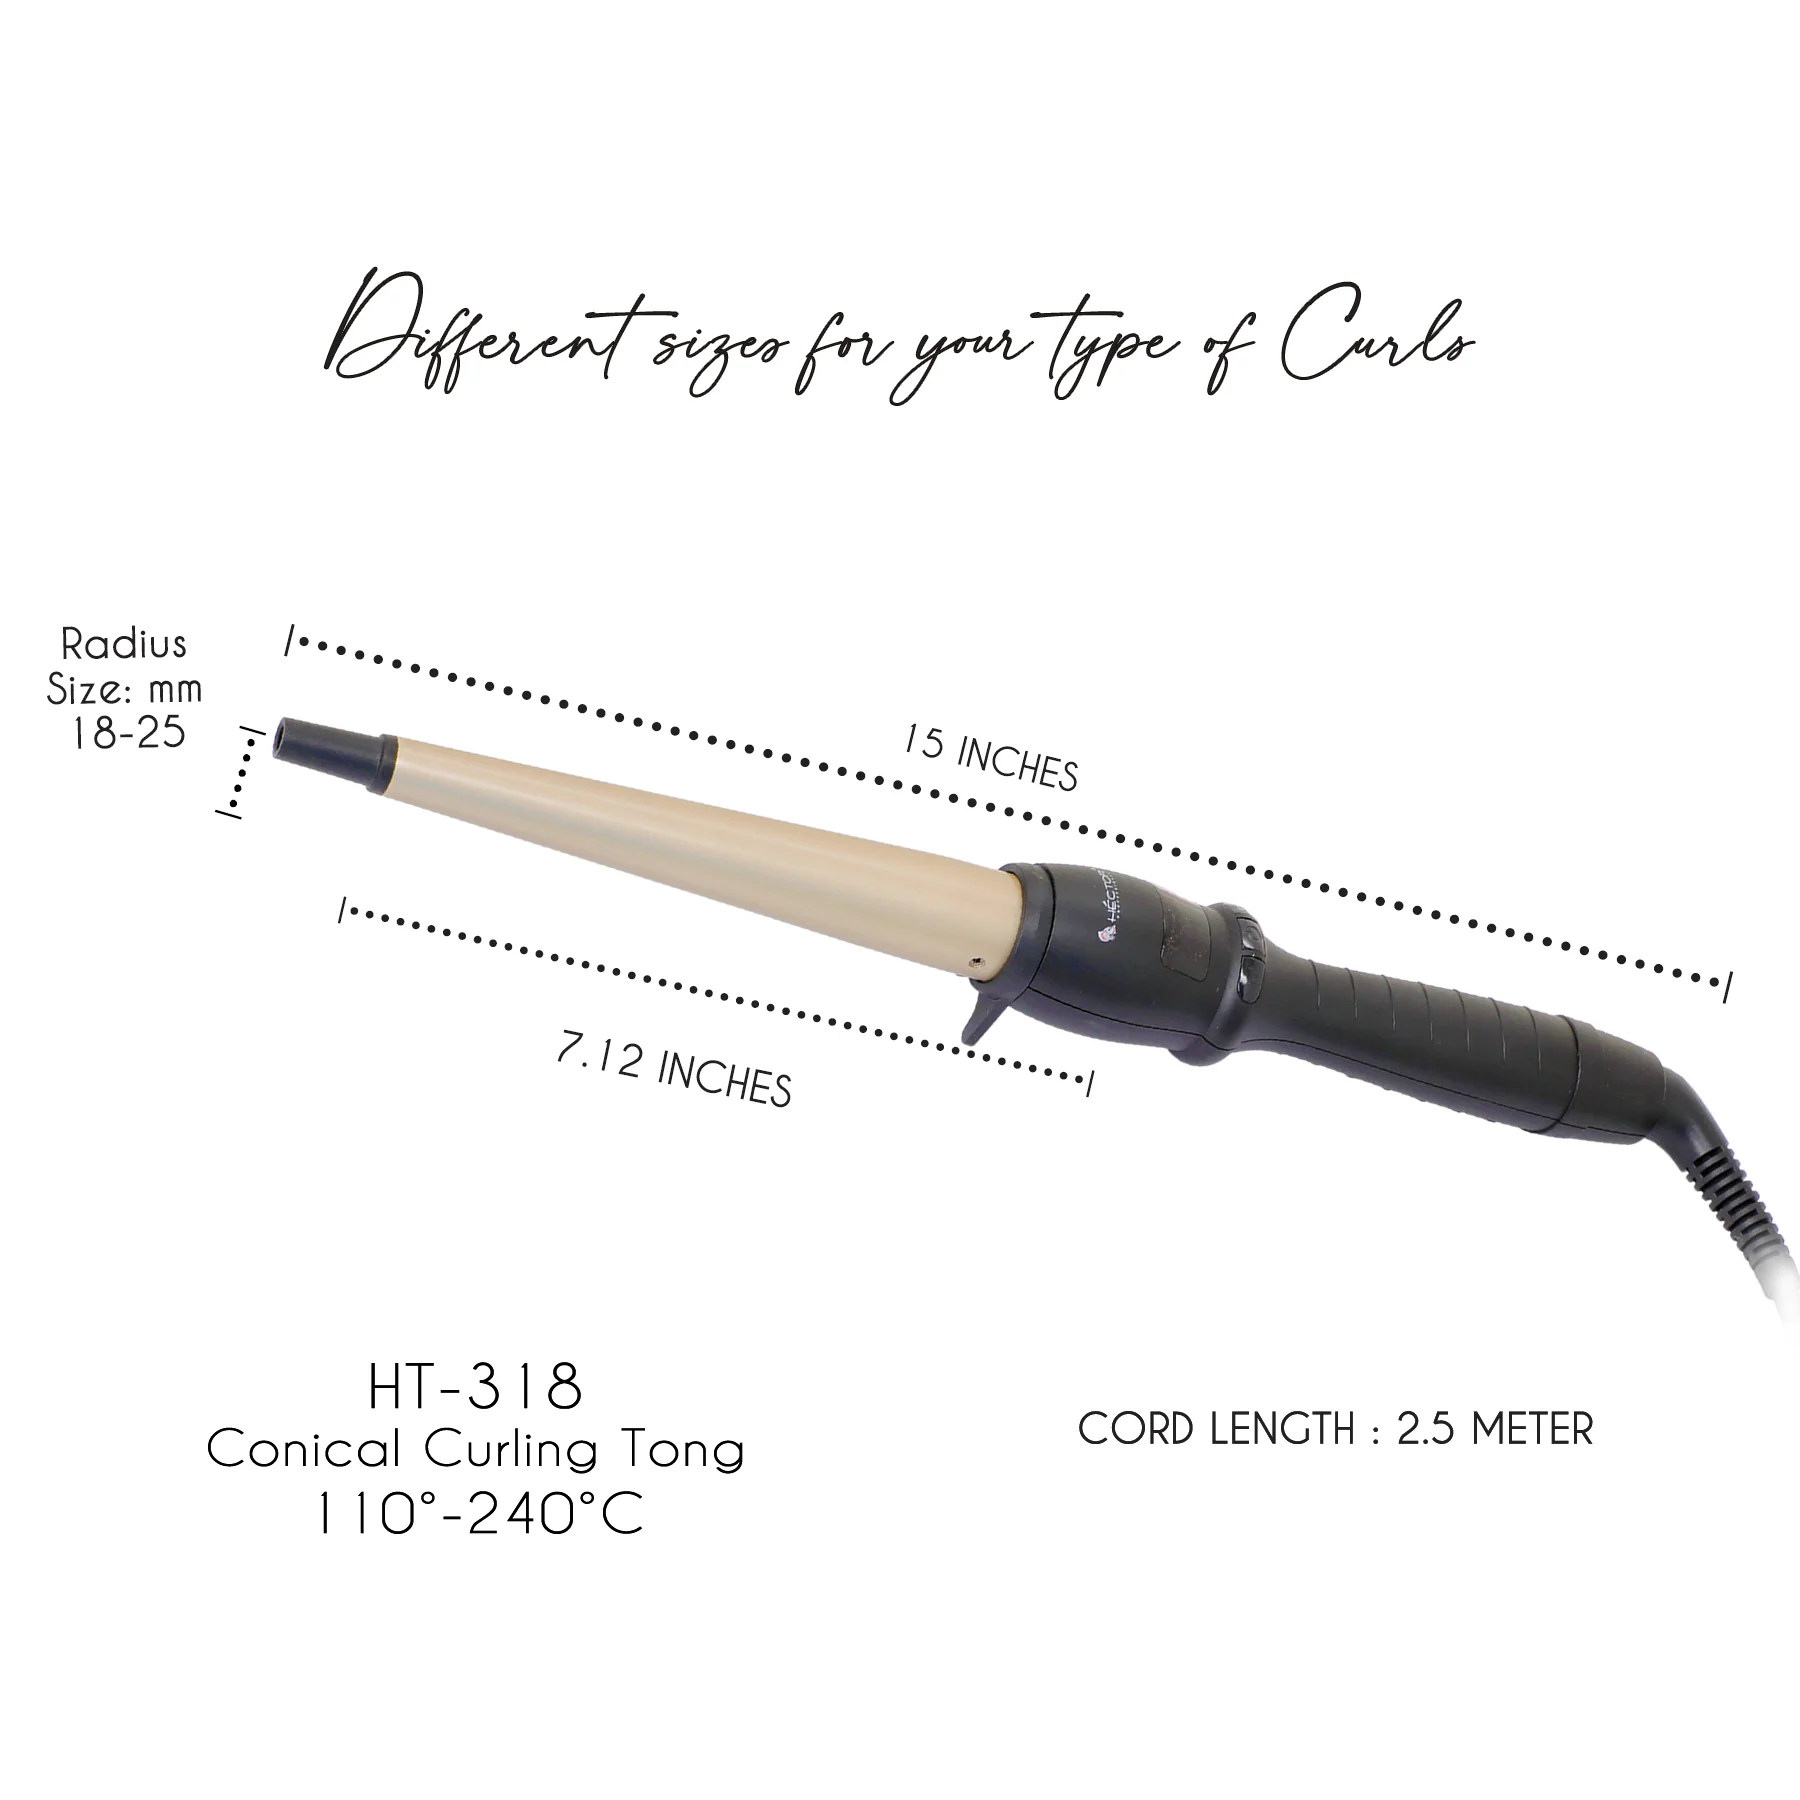 Different sizes for your type of Curls
Radius
Size: mm
18-25
15 INCHES
7.12 INCHES
HT-318
Conical Curling Tong
110°-240°C
CORD LENGTH : 2.5 METER